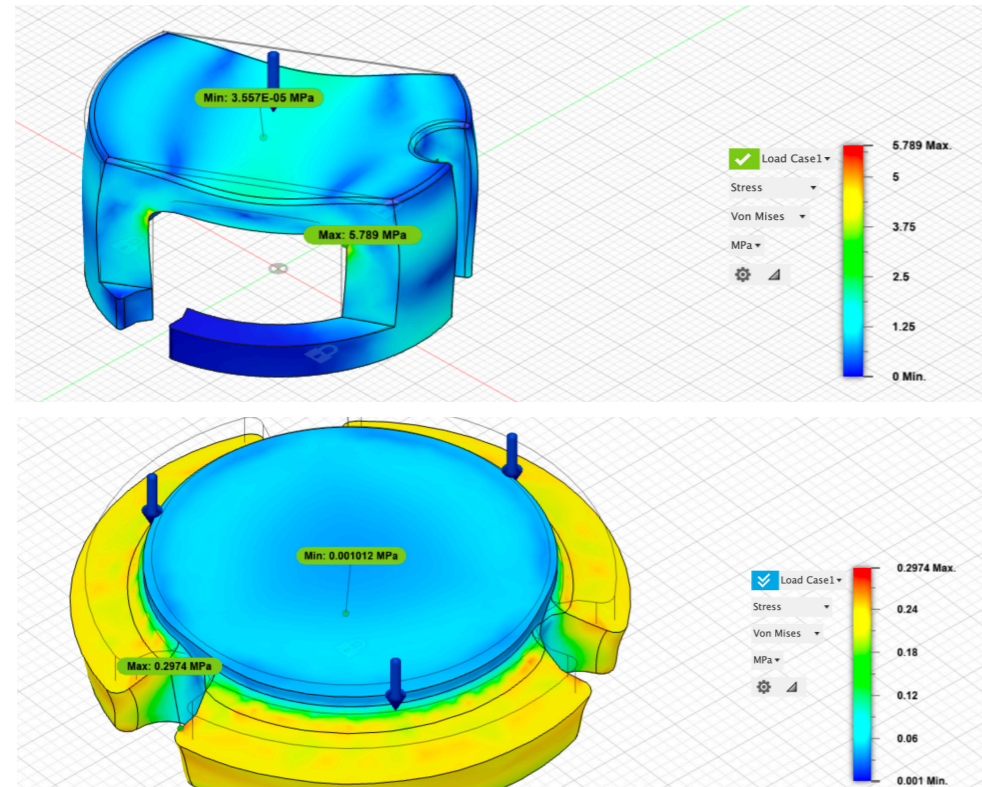 Min: 3.557E-05 MPa
Max: 5.789 MPa
Load Case1
Stress
Von Mises
MPa
5.789 Max.
5
3.75
2.5
1.25
0 Min.
Min: 0.001012 MPa
Max: 0.2974 MPa
Load Case1
Stress
Von Mises
MPa
0.2974 Max.
0.24
0.18
0.12
0.06
0.001 Min.